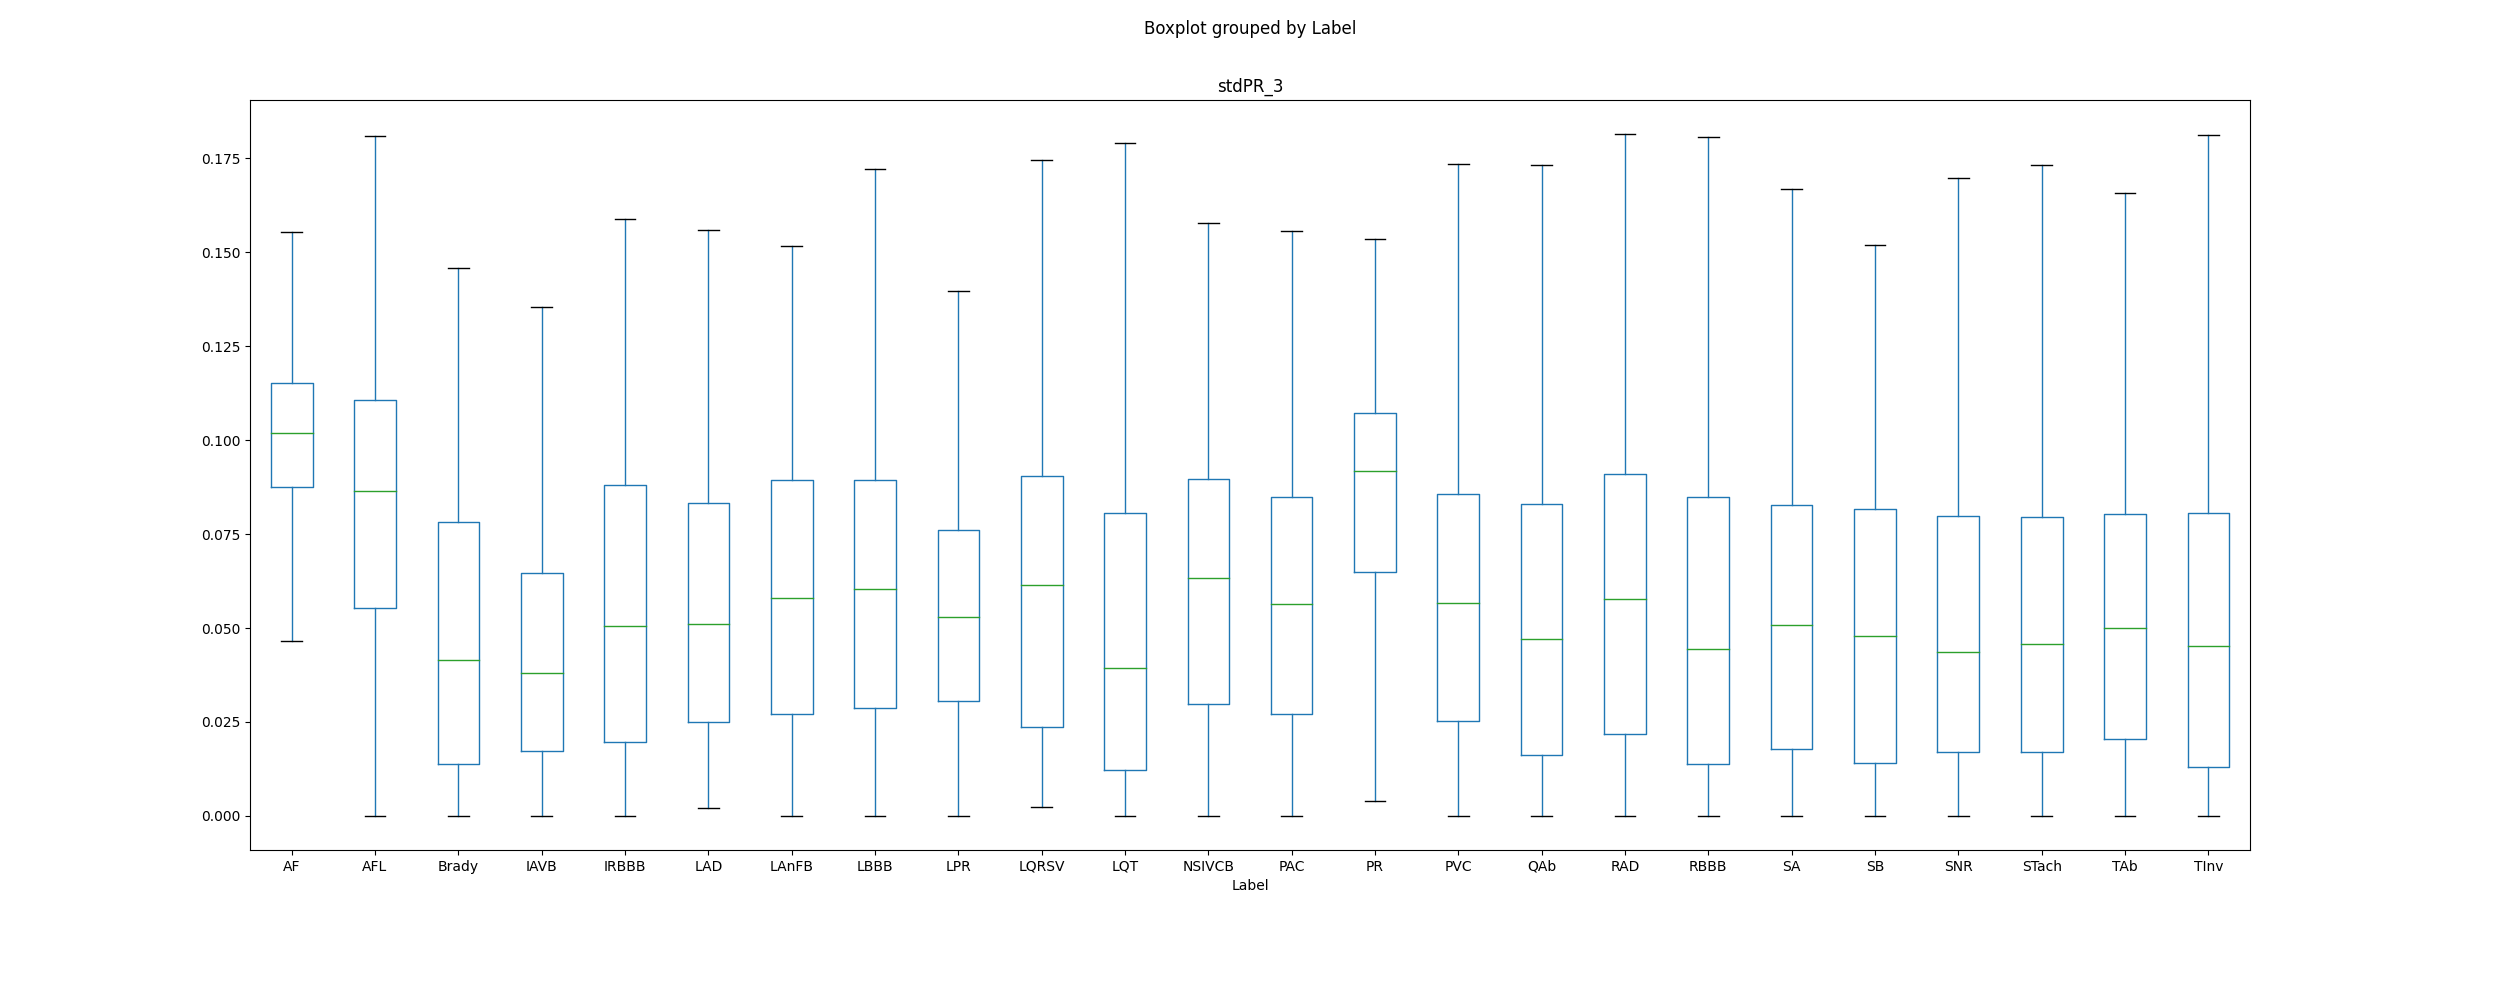 Boxplot grouped by Label
stdPR_3
0.175
0.150
0.125
0.100
0.075
0.050
0.025
0.000
AF AFL Brady IAVB IRBBB LAD LAnFB LBBB LPR LQRSV LQT NSIVCB PAC PR PVC QAb RAD RBBB SA SB SNR STach TAb TInv
Label